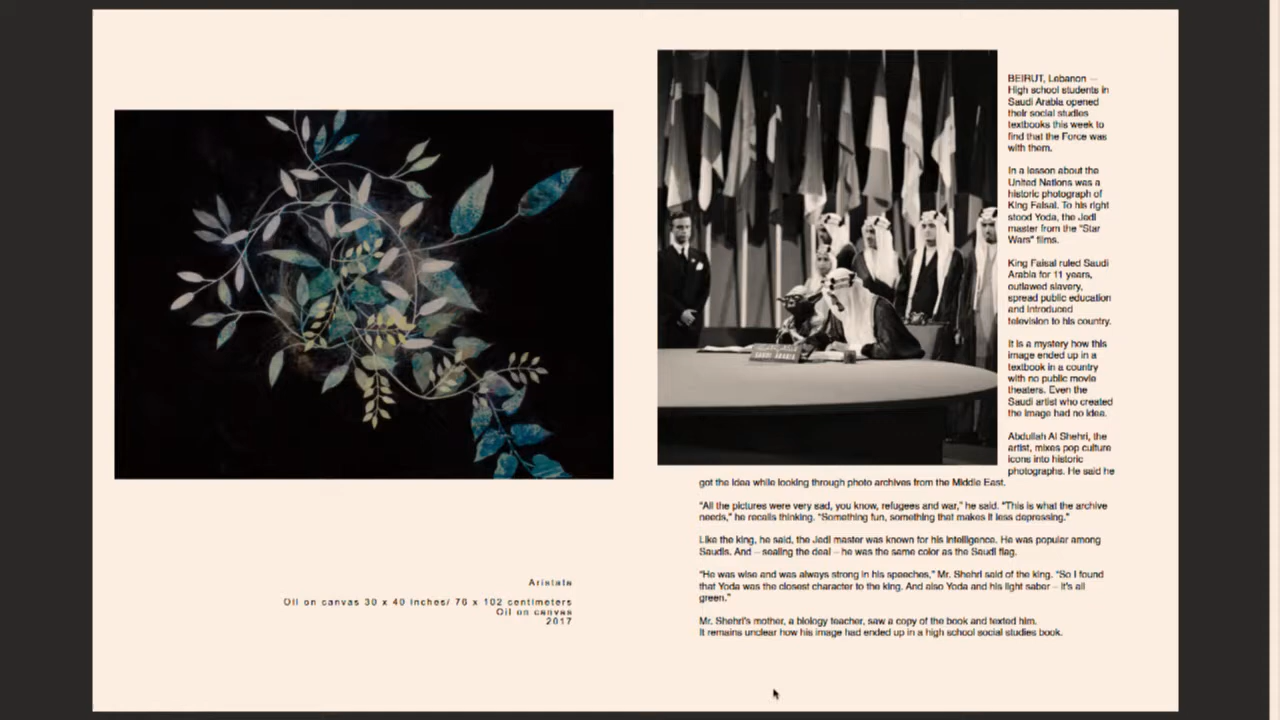 Aristata
Oil on canvas 30 x 40 inches/ 76 x 102 centimeters
Oil on canvas
2017
SAUDI ARABIA
BEIRUT, Lebanon —
High school students in
Saudi Arabia opened
their social studies
textbooks this week to
find that the Force was
with them.
In a lesson about the
United Nations was a
historic photograph of
King Faisal. To his right
stood Yoda, the Jedi
master from the “Star
Wars” films.
King Faisal ruled Saudi
Arabia for 11 years,
outlawed slavery,
spread public education
and introduced
television to his country.
It is a mystery how this
image ended up in a
textbook in a country
with no public movie
theaters. Even the
Saudi artist who created
the image had no idea.
Abdullah Al Shehri, the
artist, mixes pop culture
icons into historic
photographs. He said he
got the idea while looking through photo archives from the Middle East.
“All the pictures were very sad, you know, refugees and war,” he said. “This is what the archive
needs,” he recalls thinking. “Something fun, something that makes it less depressing.”
Like the king, he said, the Jedi master was known for his intelligence. He was popular among
Saudis. And – sealing the deal – he was the same color as the Saudi flag.
“He was wise and was always strong in his speeches,” Mr. Shehri said of the king. “So I found
that Yoda was the closest character to the king. And also Yoda and his light saber – it’s all
green.”
Mr. Shehri’s mother, a biology teacher, saw a copy of the book and texted him.
It remains unclear how his image had ended up in a high school social studies book.